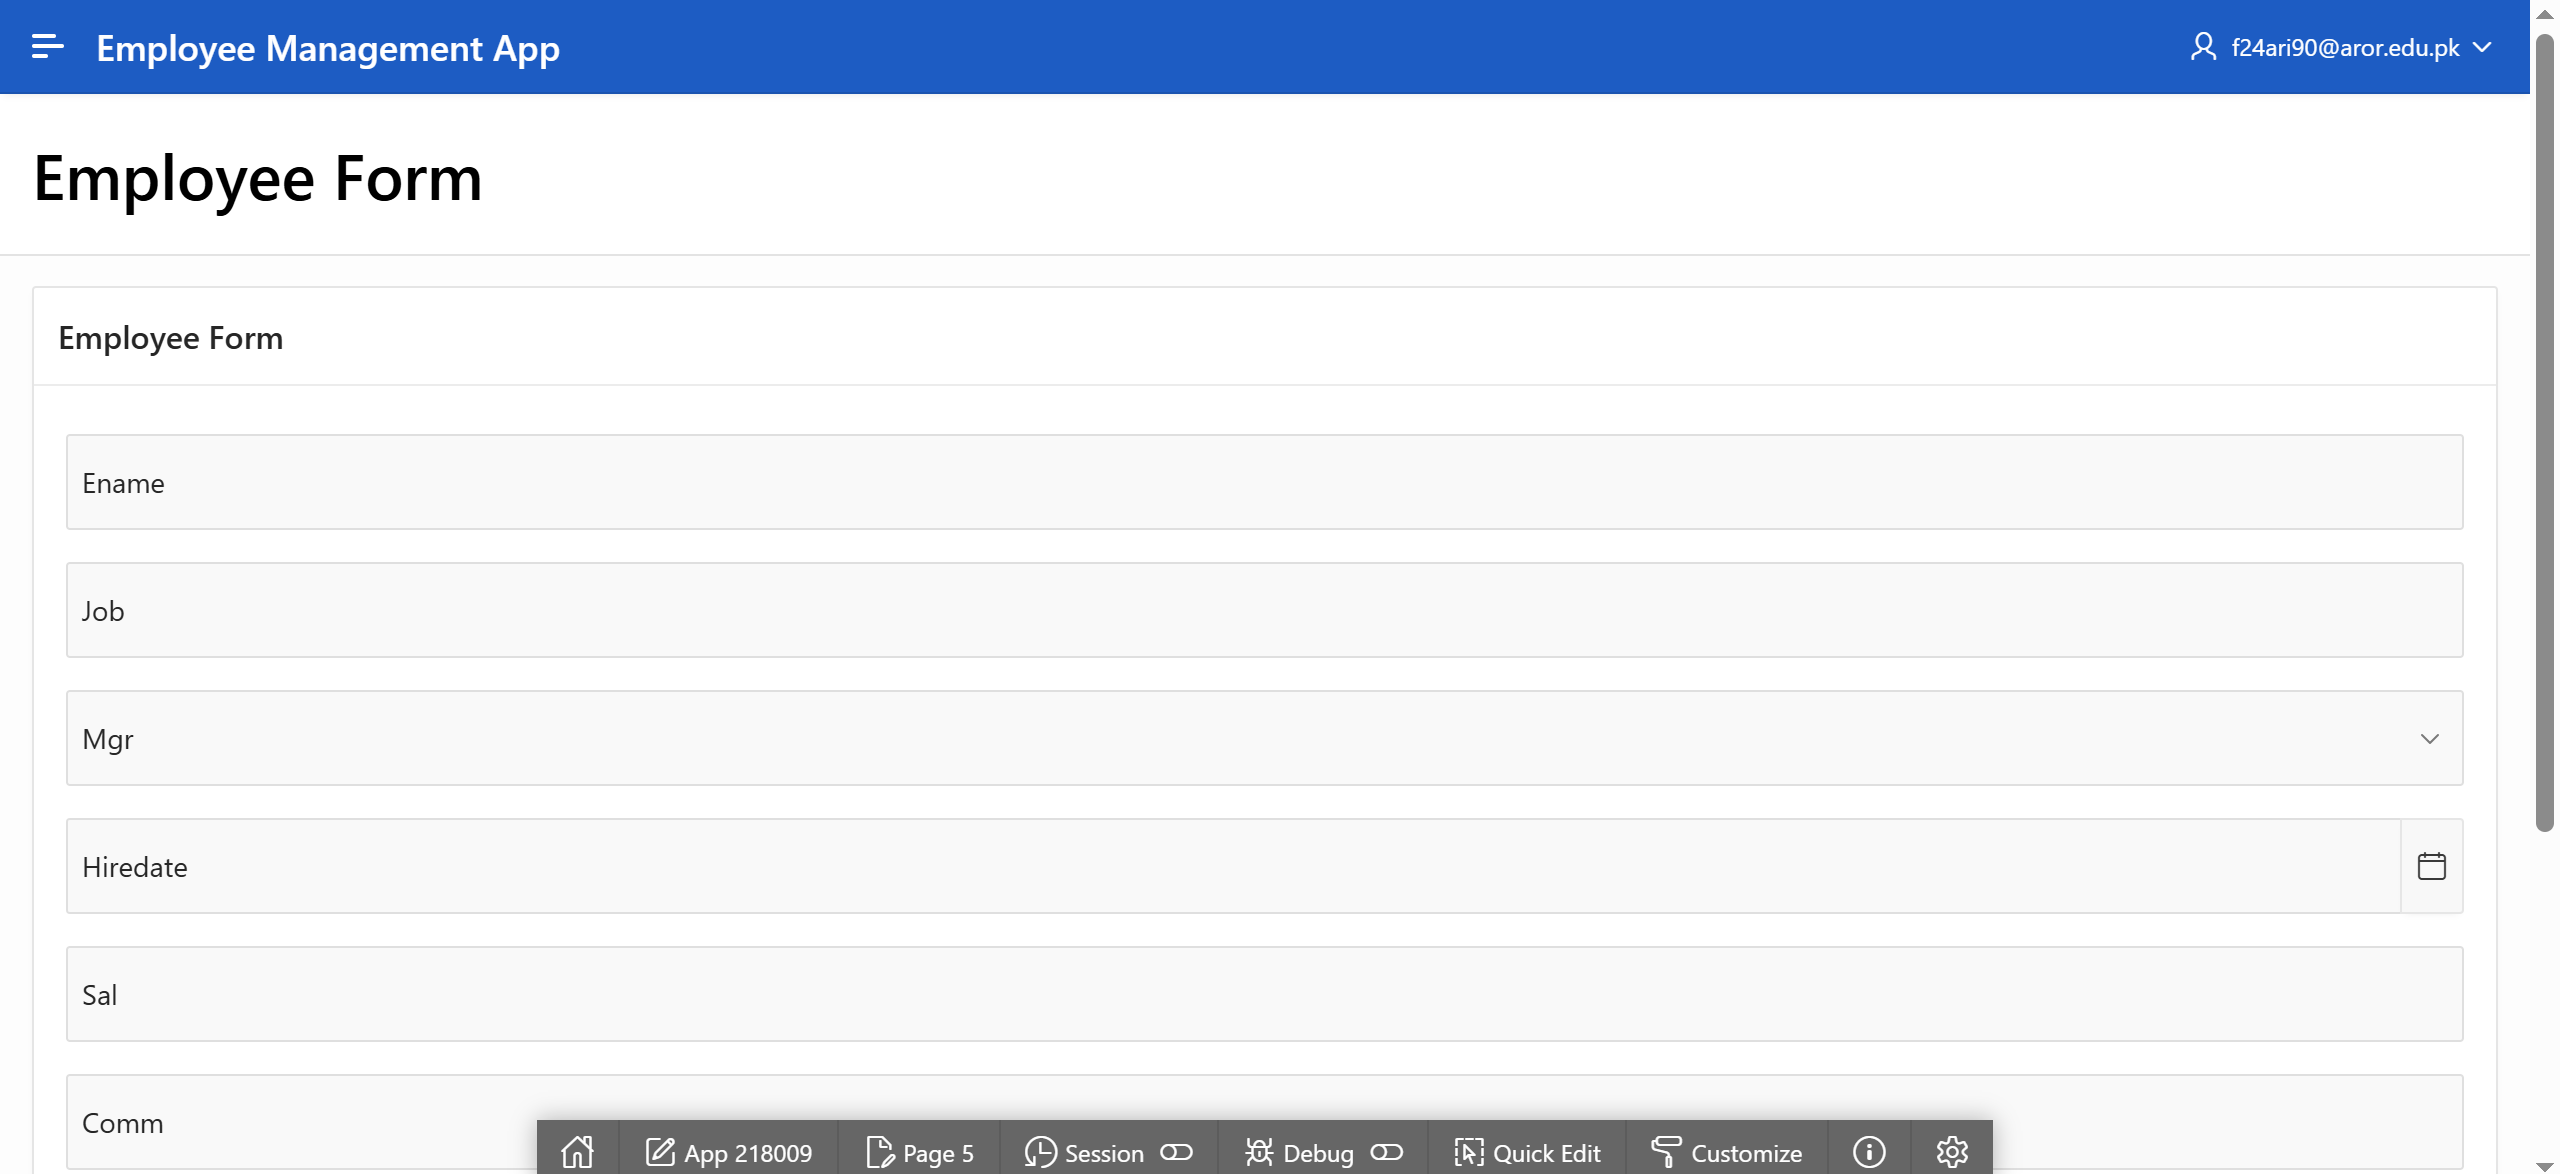 Employee Management App
f24ari90@aror.edu.pk
Employee Form
Employee Form
Ename
Job
Mgr
Hiredate
Sal
Comm
App 218009 Page 5 Session Debug Quick Edit Customize